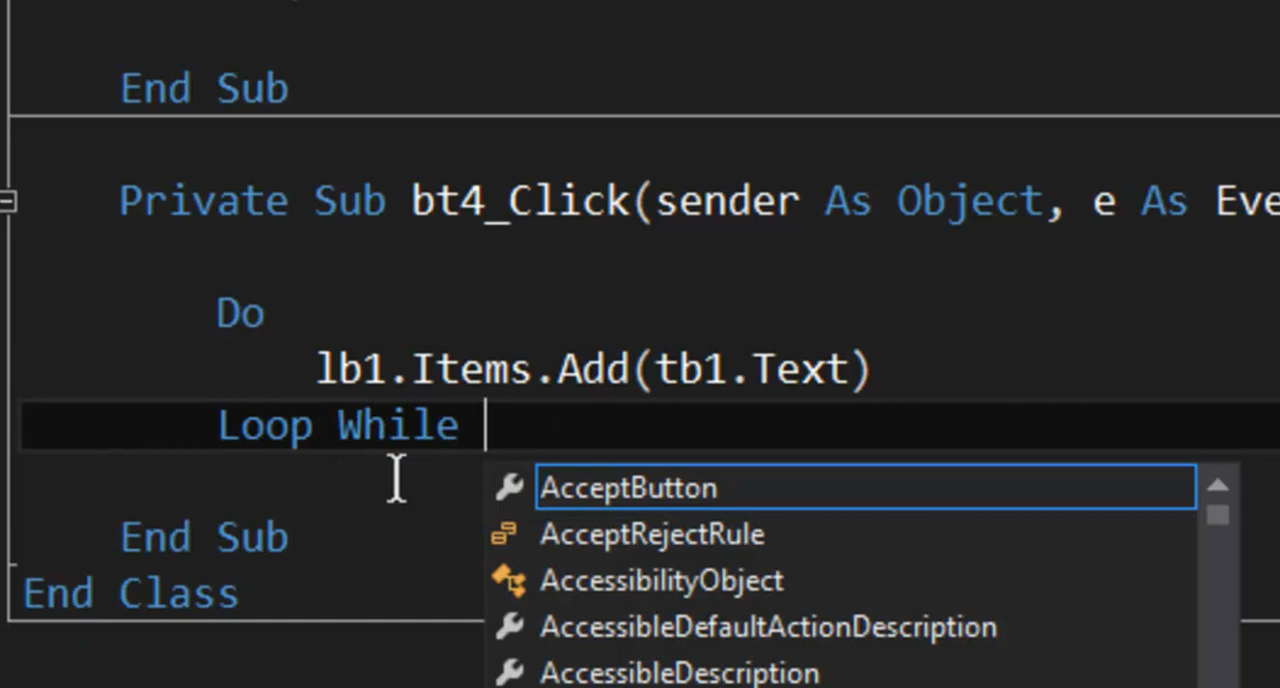 End Sub
Private Sub bt4_Click(sender As Object, e As Eve
Do
lb1.Items.Add(tb1.Text)
Loop While
AcceptButton
AcceptRejectRule
AccessibilityObject
AccessibleDefaultActionDescription
AccessibleDescription
End Sub
End Class